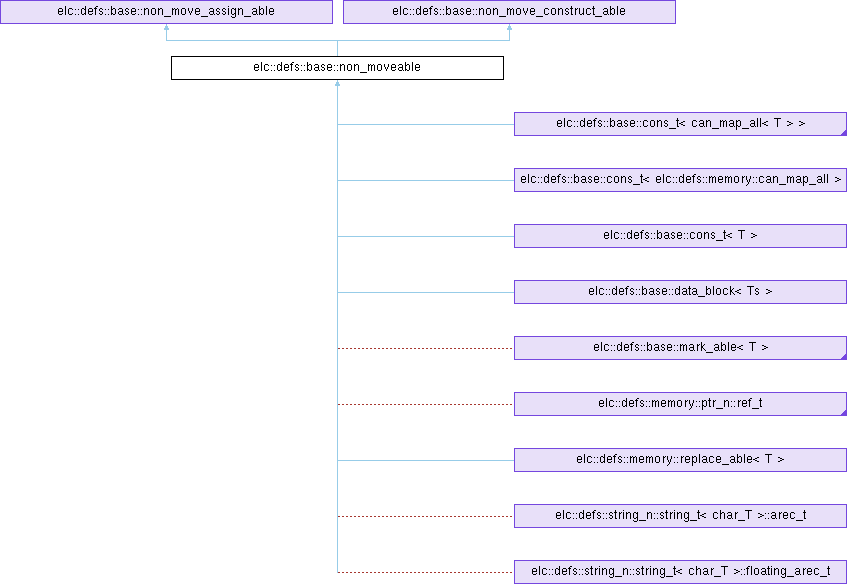 elc::defs::base::non_move_assign_able
elc::defs::base::non_move_construct_able
elc::defs::base::non_moveable
elc::defs::base::cons_t< can_map_all< T > >
elc::defs::base::cons_t< elc::defs::memory::can_map_all >
elc::defs::base::cons_t< T >
elc::defs::base::data_block< Ts >
elc::defs::base::mark_able< T >
elc::defs::memory::ptr_n::ref_t
elc::defs::memory::replace_able< T >
elc::defs::string_n::string_t< char_T >::arec_t
elc::defs::string_n::string_t< char_T >::floating_arec_t